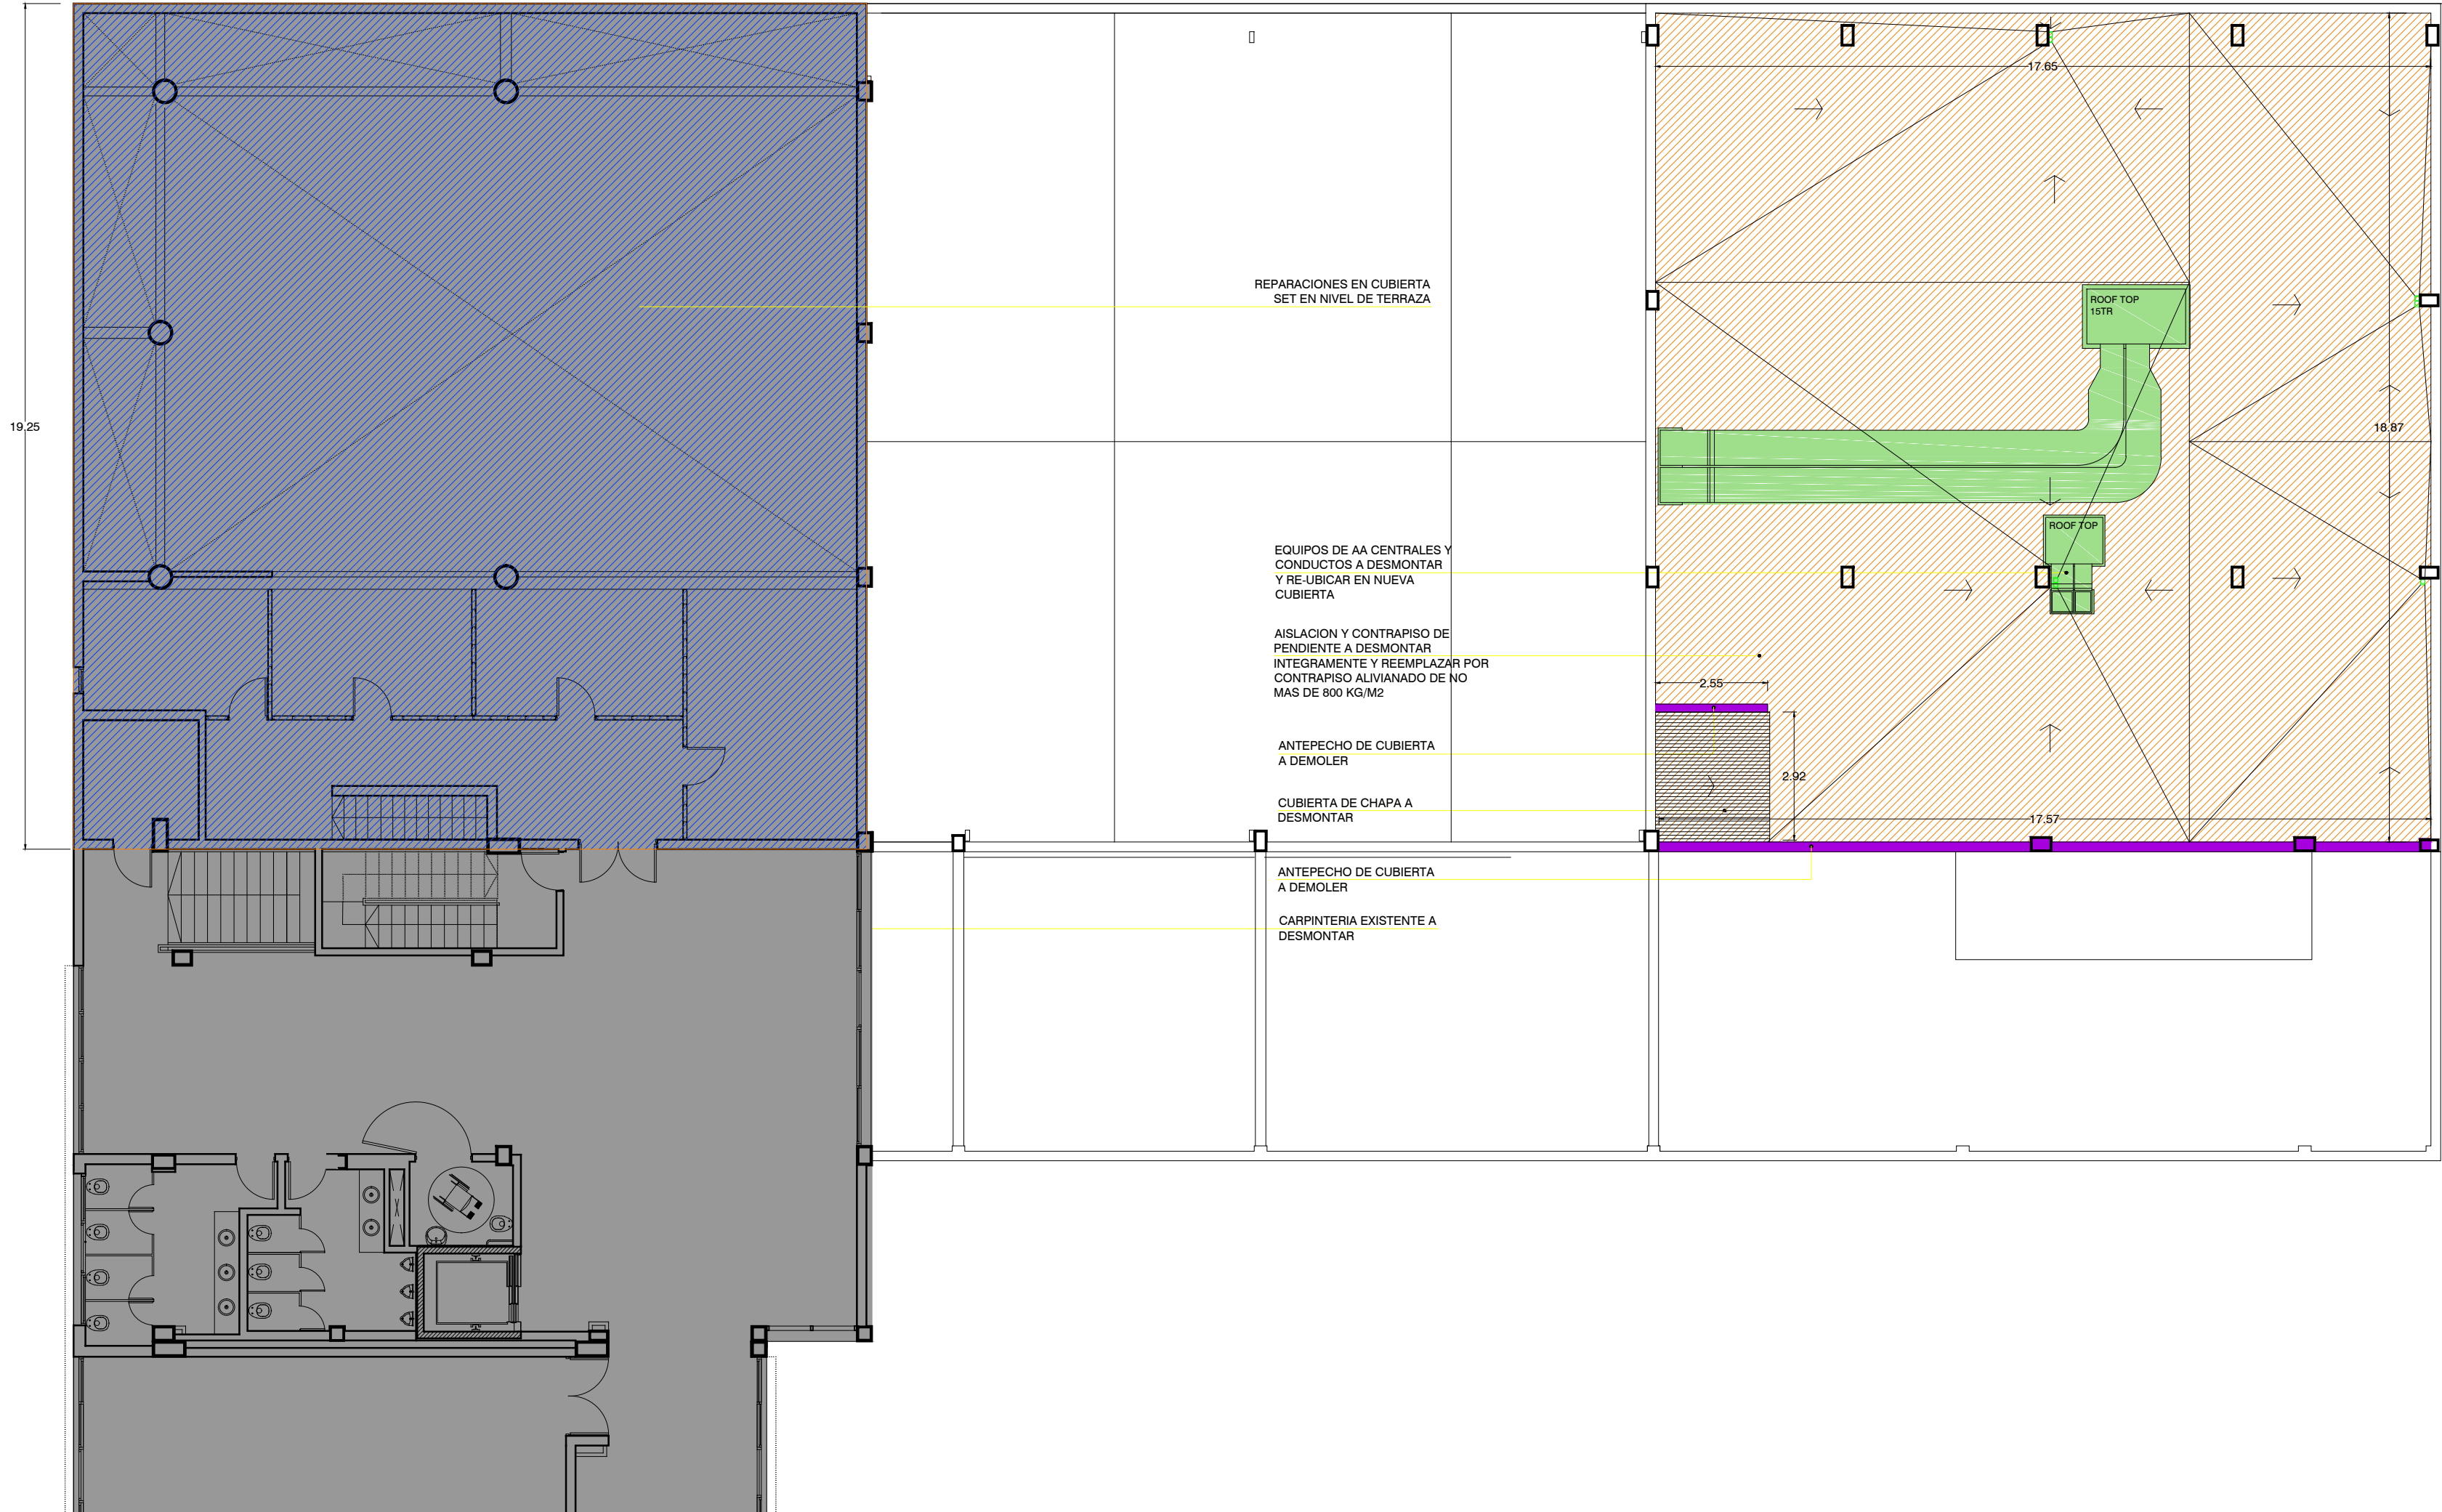 17.65
REPARACIONES EN CUBIERTA
SET EN NIVEL DE TERRAZA
ROOF TOP
15TR
19.25
18.87
ROOF TOP
EQUIPOS DE AA CENTRALES Y
CONDUCTOS A DESMONTAR
Y RE-UBICAR EN NUEVA
CUBIERTA
AISLACION Y CONTRAPISO DE
PENDIENTE A DESMONTAR
INTEGRAMENTE Y REEMPLAZAR POR
CONTRAPISO ALIVIANADO DE NO
MAS DE 800 KG/M2
2.55
ANTEPECHO DE CUBIERTA
A DEMOLER
2.92
CUBIERTA DE CHAPA A
DESMONTAR
17.57
ANTEPECHO DE CUBIERTA
A DEMOLER
CARPINTERIA EXISTENTE A
DESMONTAR